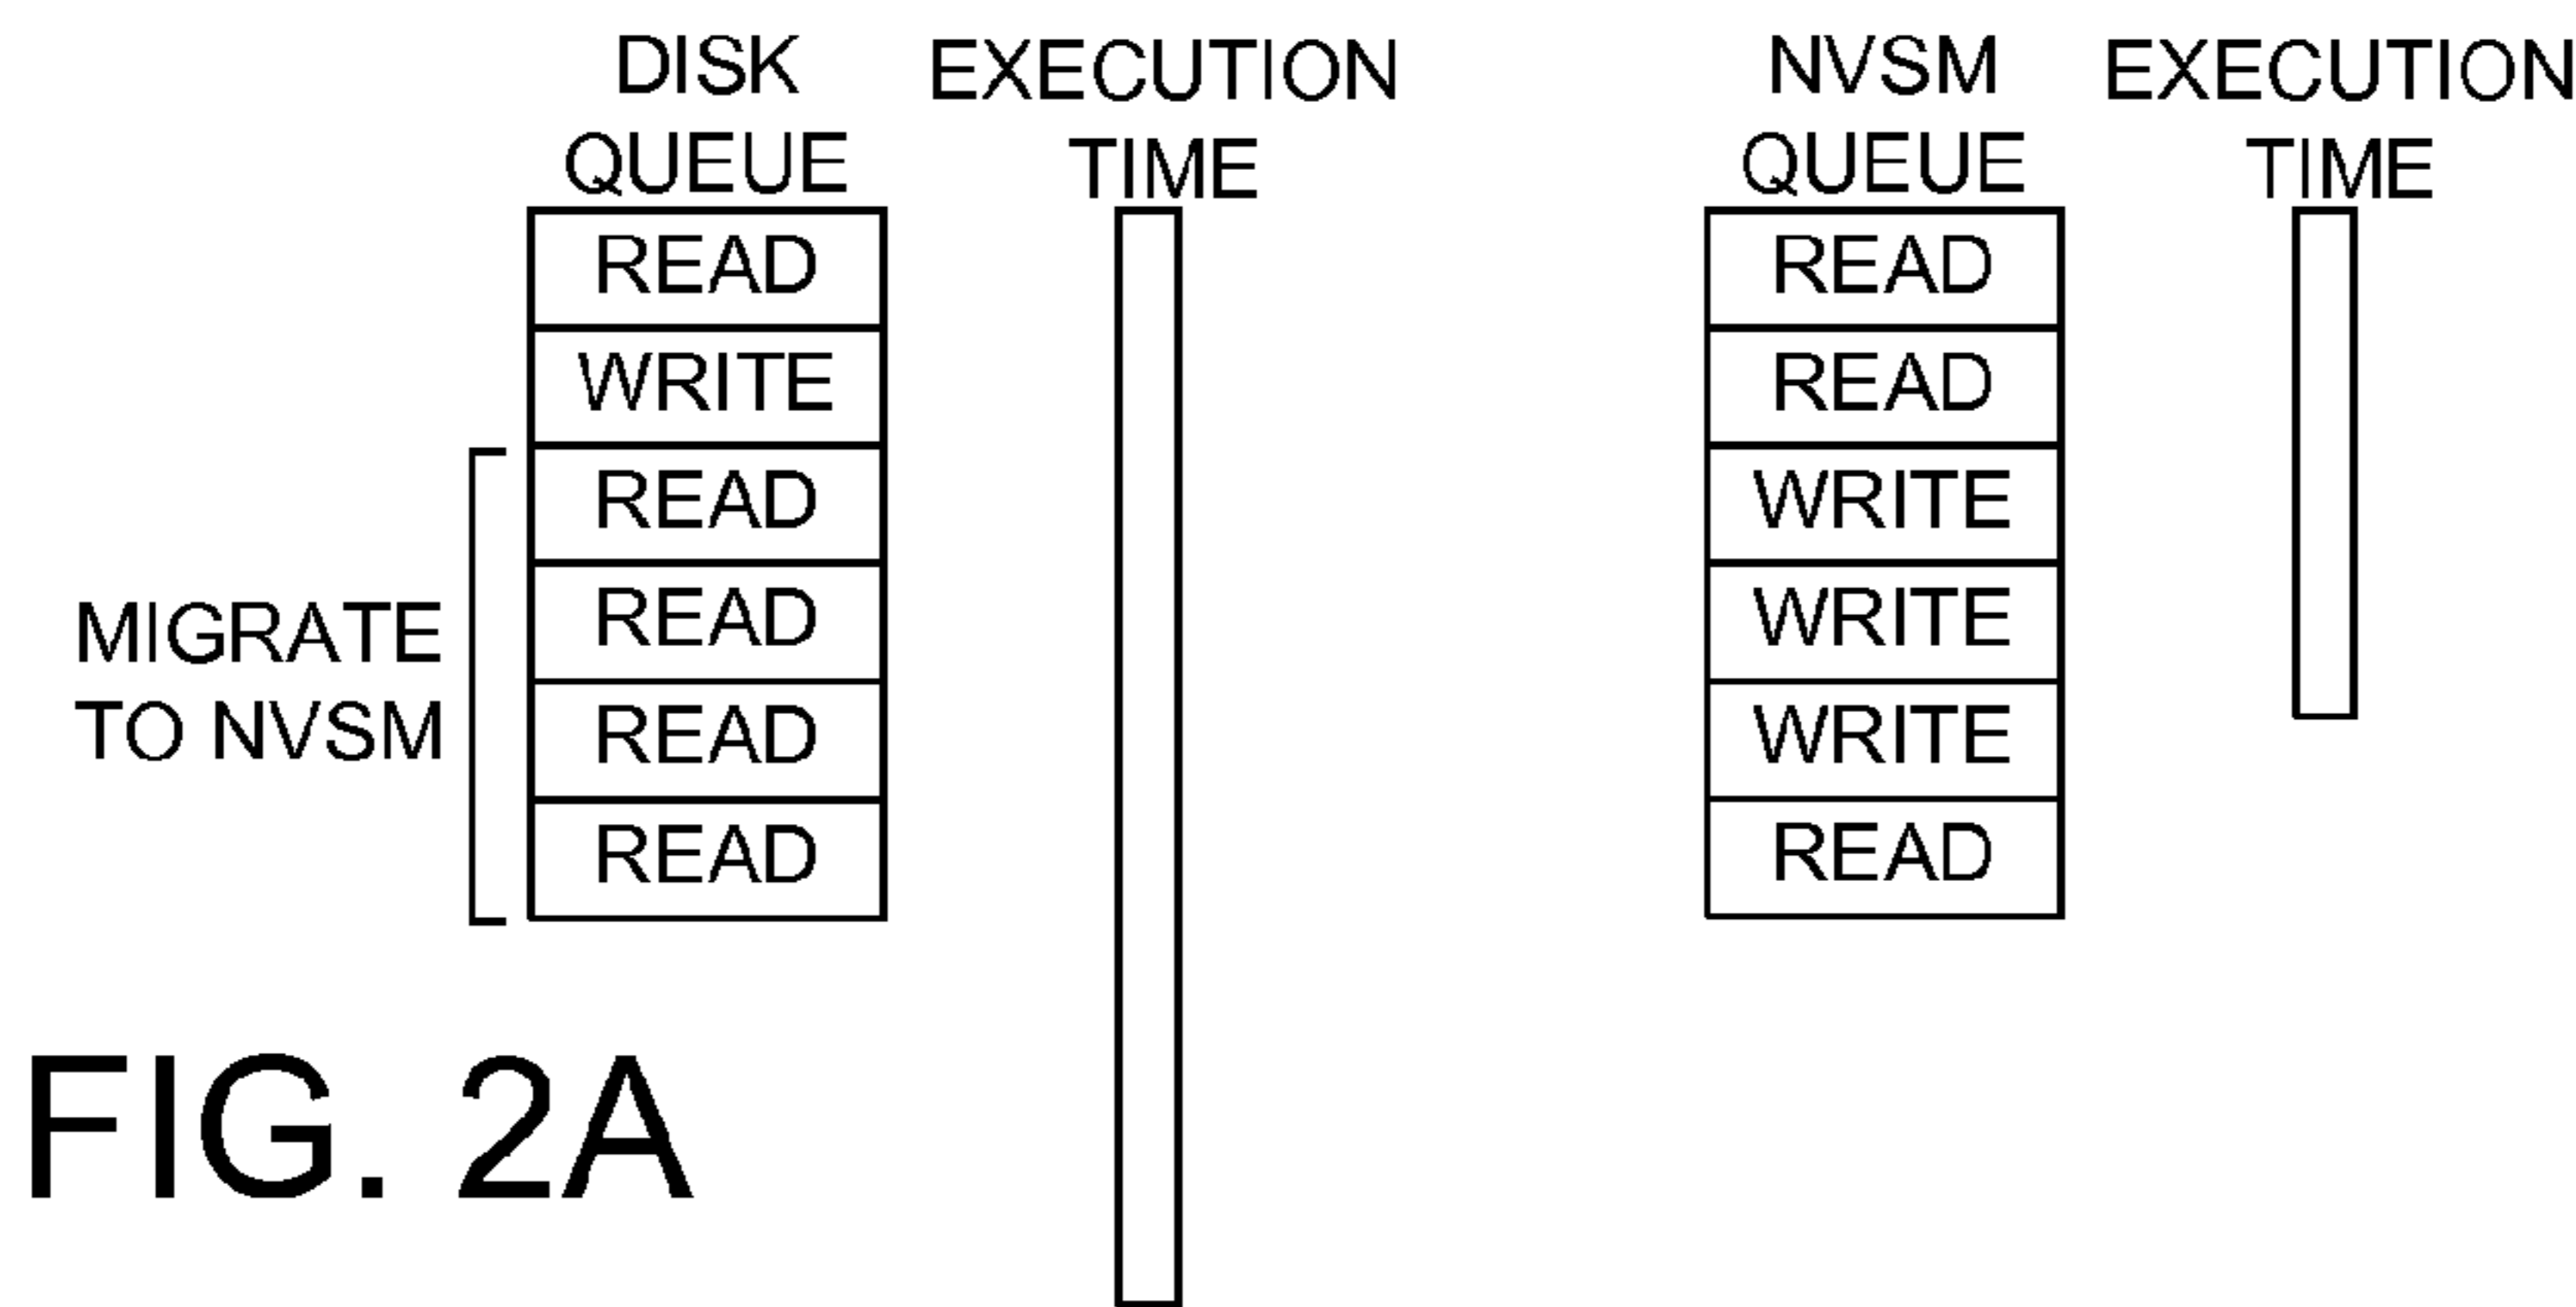 DISK
QUEUE
EXECUTION
TIME
NVSM
QUEUE
EXECUTION
TIME
READ
WRITE
READ
READ
READ
READ
MIGRATE
TO NVSM
READ
READ
WRITE
WRITE
WRITE
READ
FIG. 2A